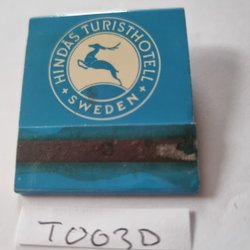 HINDÅS TURISTHOTELL
+ SWEDEN +
T003D